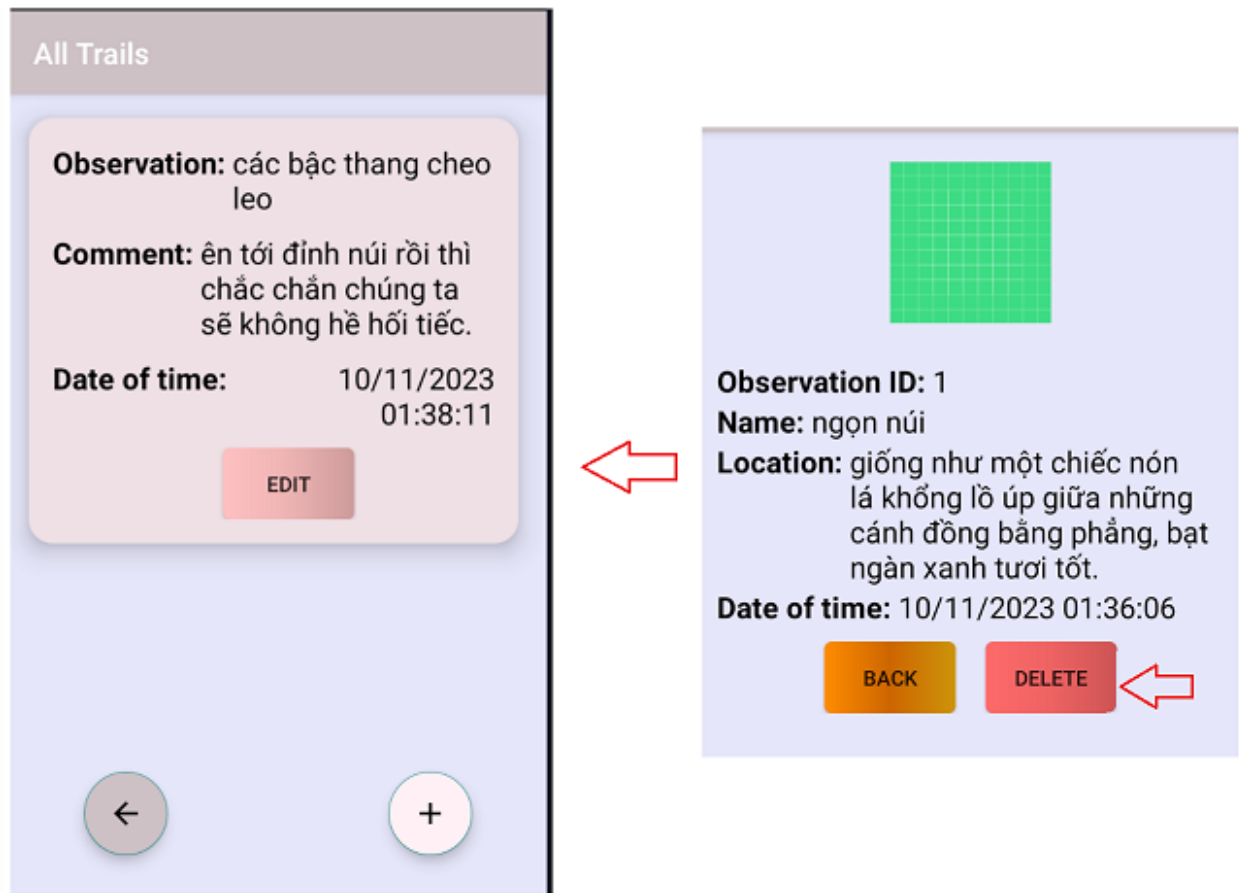 All Trails
Observation: các bậc thang cheo
leo
Comment: ên tới đỉnh núi rồi thì
chắc chắn chúng ta
sẽ không hề hối tiếc.
Date of time: 10/11/2023
01:38:11
EDIT
Observation ID: 1
Name: ngọn núi
Location: giống như một chiếc nón
lá khổng lồ úp giữa những
cánh đồng bằng phẳng, bạt
ngàn xanh tươi tốt.
Date of time: 10/11/2023 01:36:06
BACK DELETE